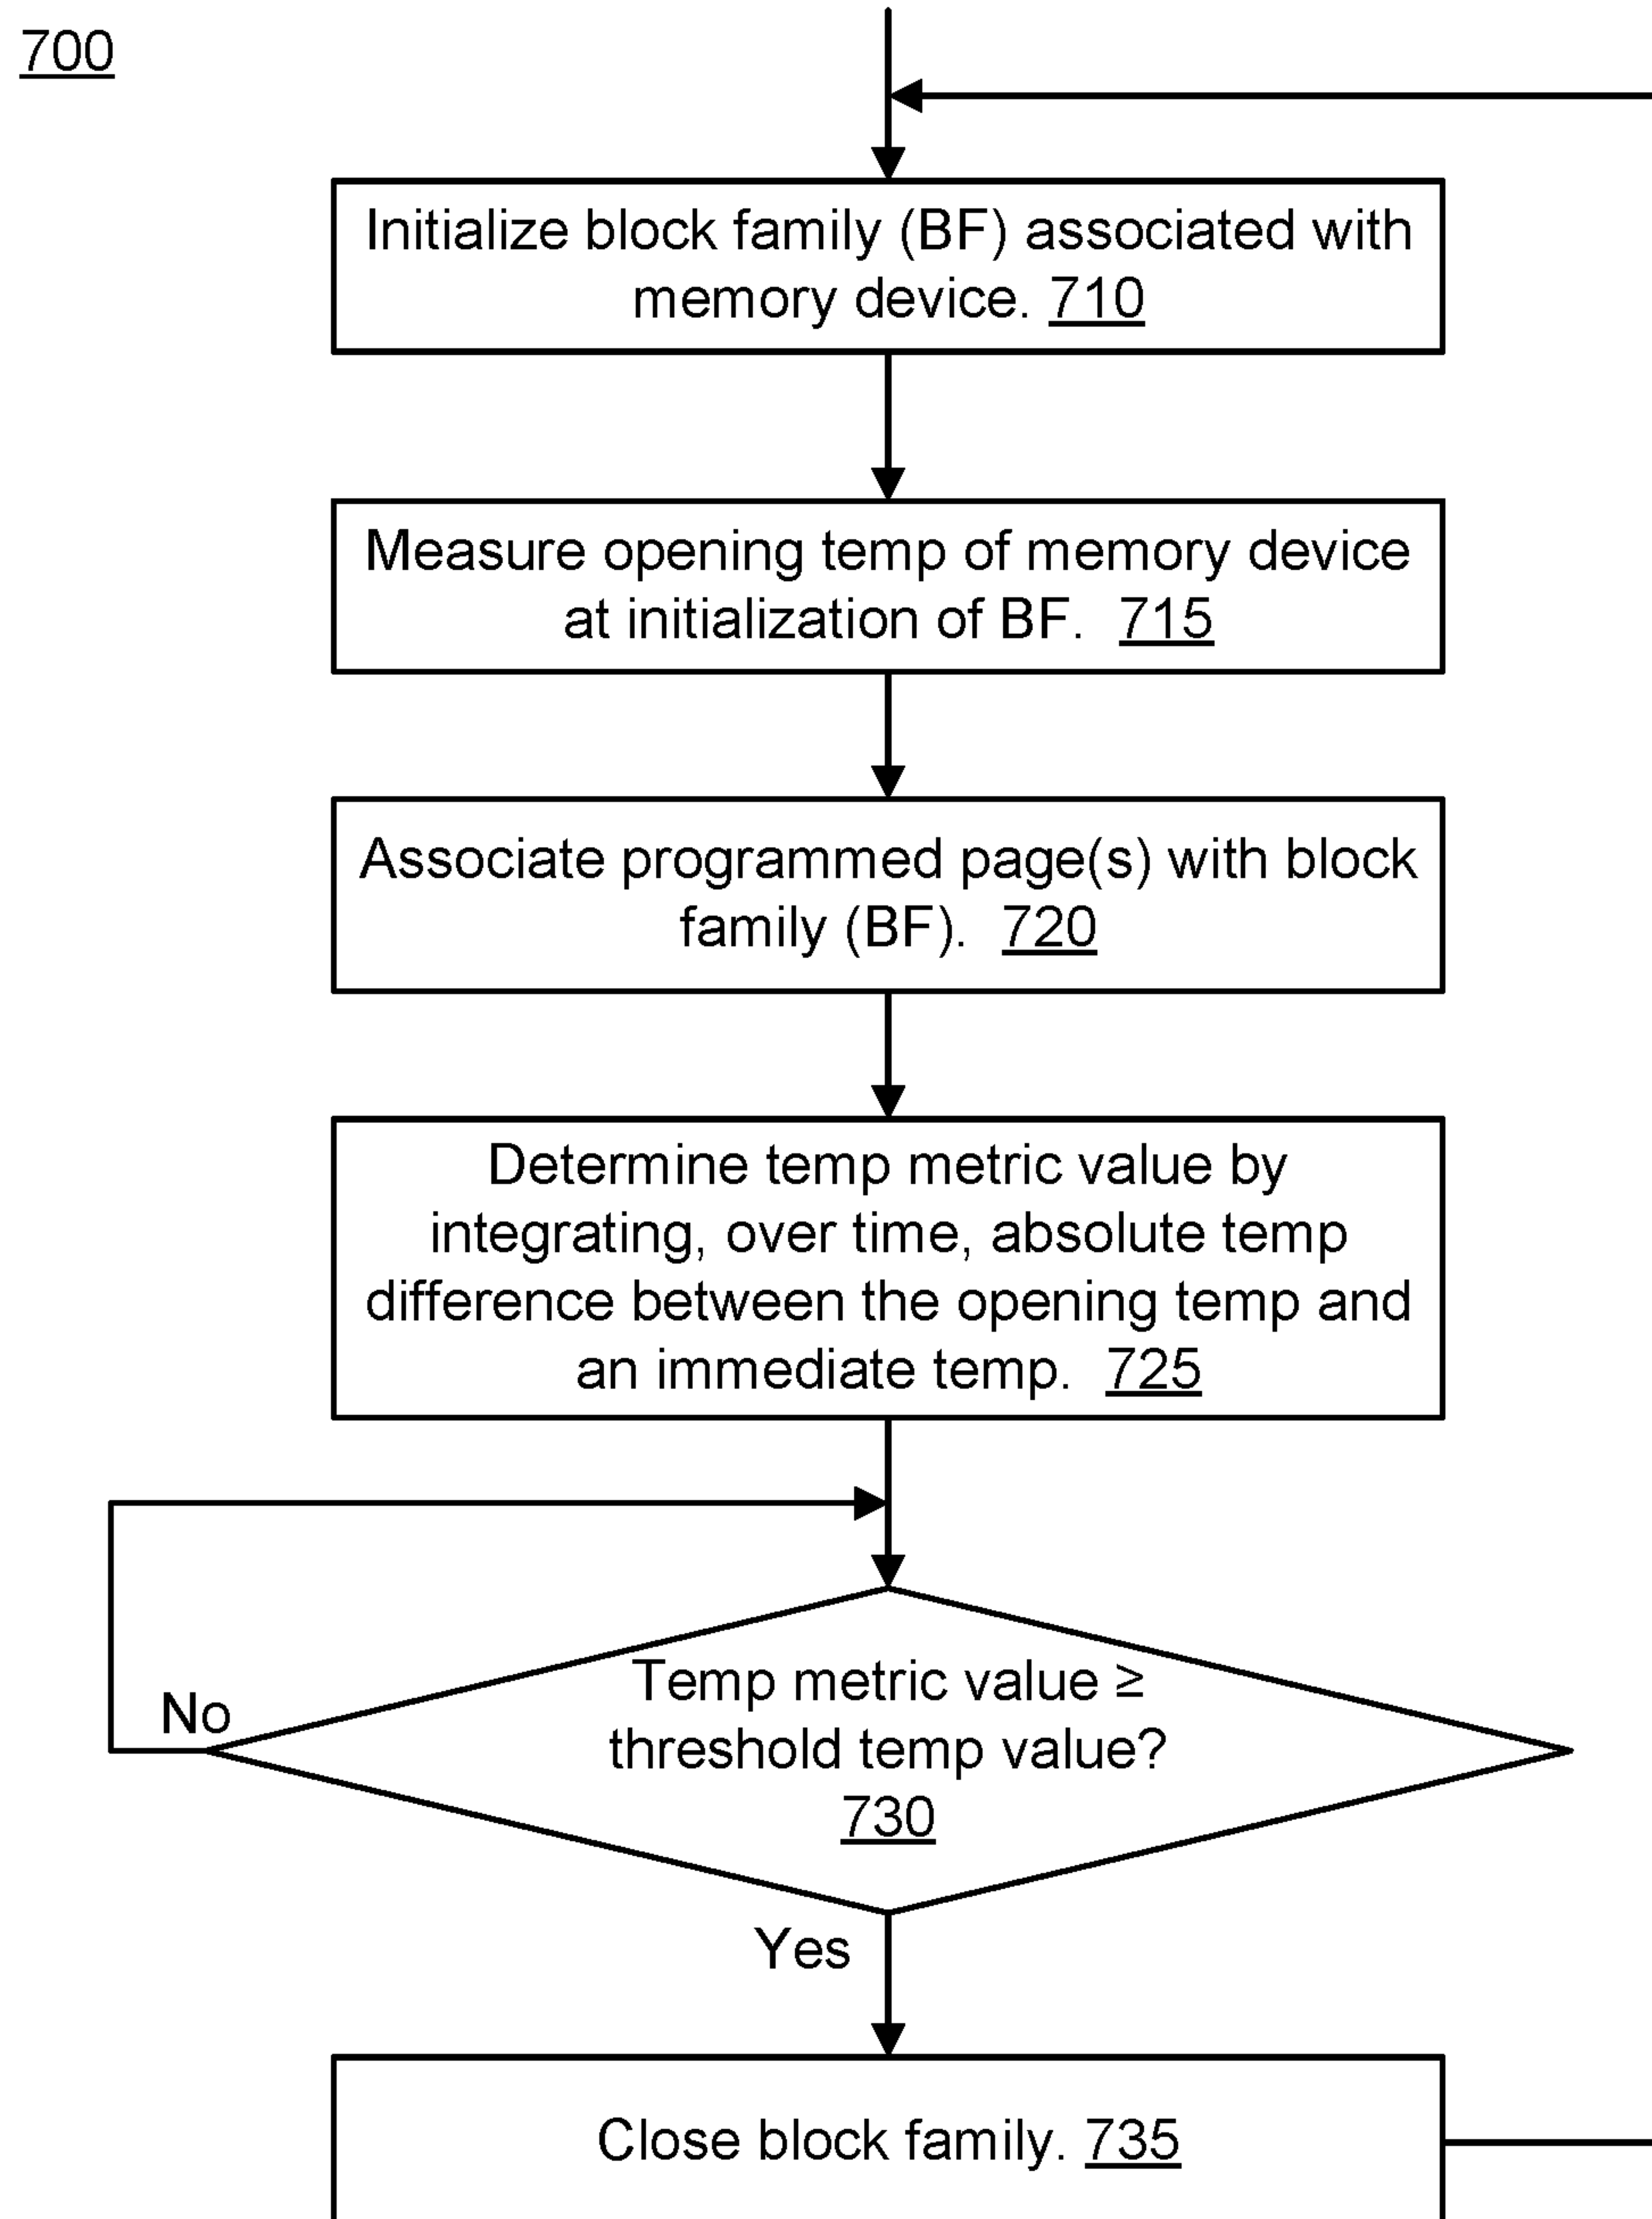 700
Initialize block family (BF) associated with
memory device. 710
Measure opening temp of memory device
at initialization of BF. 715
Associate programmed page(s) with block
family (BF). 720
Determine temp metric value by
integrating, over time, absolute temp
difference between the opening temp and
an immediate temp. 725
Temp metric value ≥
threshold temp value?
730
No
Yes
Close block family. 735